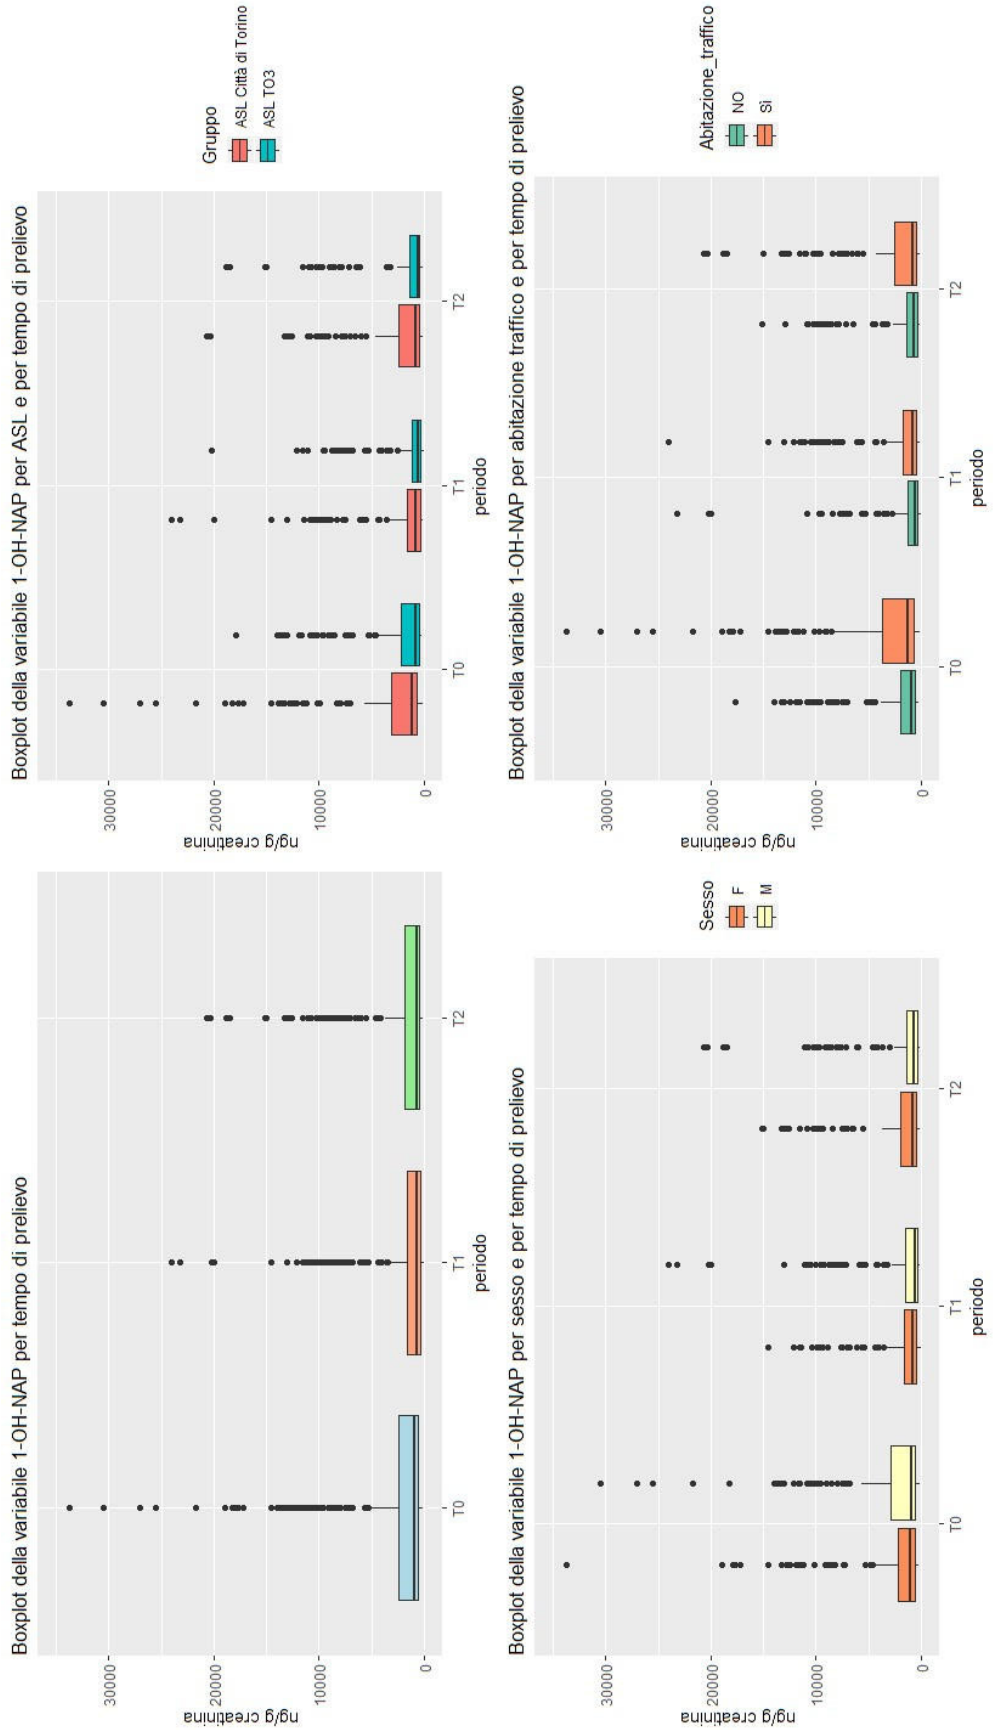 Boxplot della variabile 1-OH-NAP per tempo di prelievo
ng/g creatinina
30000
20000
10000
0
T0
T1
T2
periodo
Boxplot della variabile 1-OH-NAP per ASL e per tempo di prelievo
ng/g creatinina
30000
20000
10000
0
T0
T1
T2
periodo
Gruppo
ASL Città di Torino
ASL TO3
Boxplot della variabile 1-OH-NAP per sesso e per tempo di prelievo
ng/g creatinina
30000
20000
10000
0
T0
T1
T2
periodo
Sesso
F
M
Boxplot della variabile 1-OH-NAP per abitazione traffico e per tempo di prelievo
ng/g creatinina
30000
20000
10000
0
T0
T1
T2
periodo
Abitazione_traffico
NO
Sì